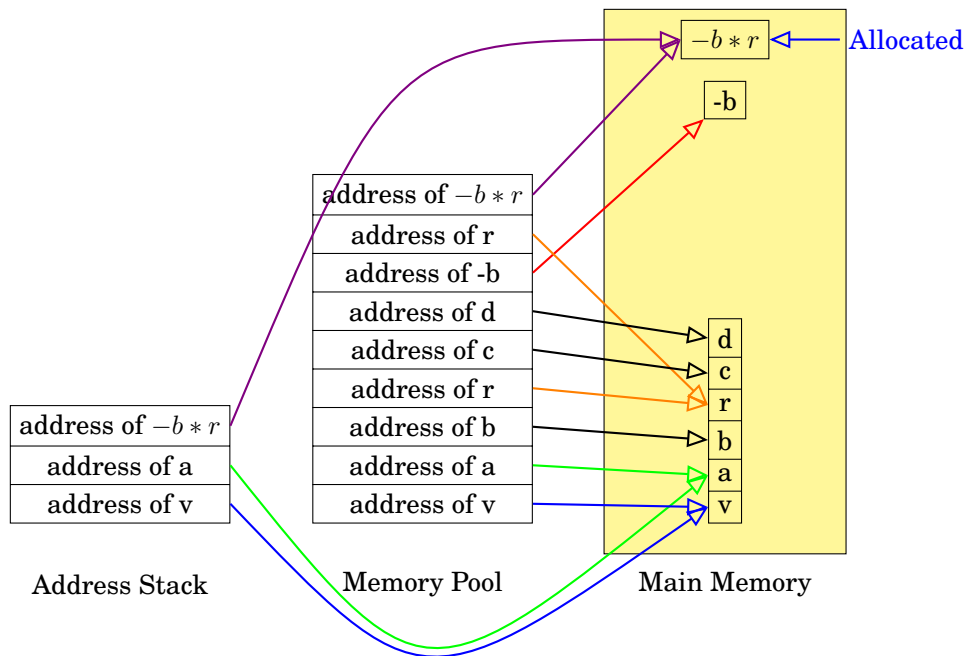 address of −b ∗ r
address of a
address of v
Address Stack
address of −b ∗ r
address of r
address of -b
address of d
address of c
address of r
address of b
address of a
address of v
Memory Pool
−b ∗ r
-b
d
c
r
b
a
v
Main Memory
Allocated